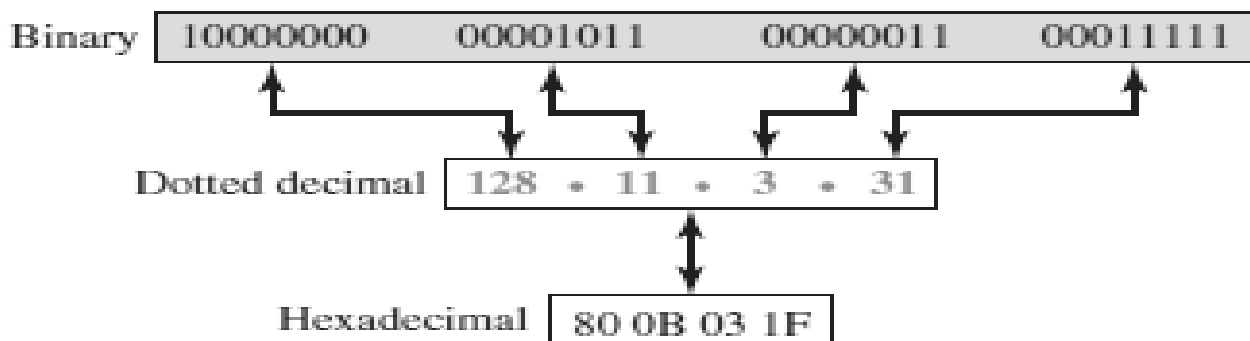 Binary 10000000 00001011 00000011 00011111
Dotted decimal 128 • 11 • 3 • 31
Hexadecimal 80 0B 03 1F